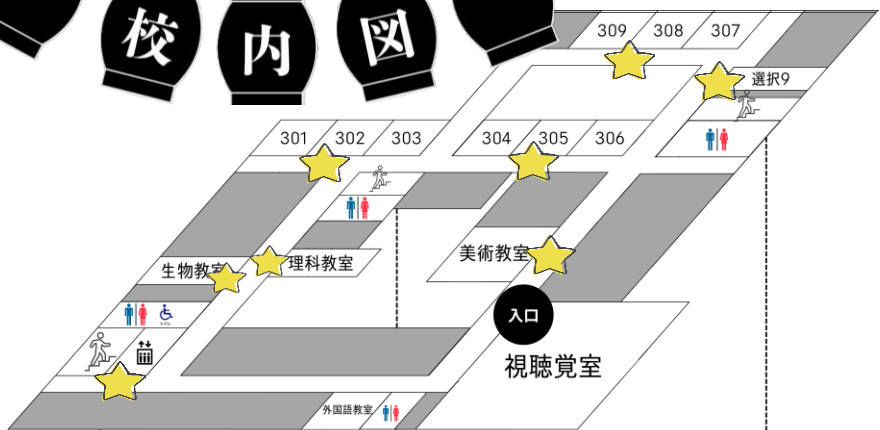 校内図
309 308 307
選択9
301 302 303
304 305 306
生物教室
理科教室
美術教室
入口
視聴覚室
外国語教室